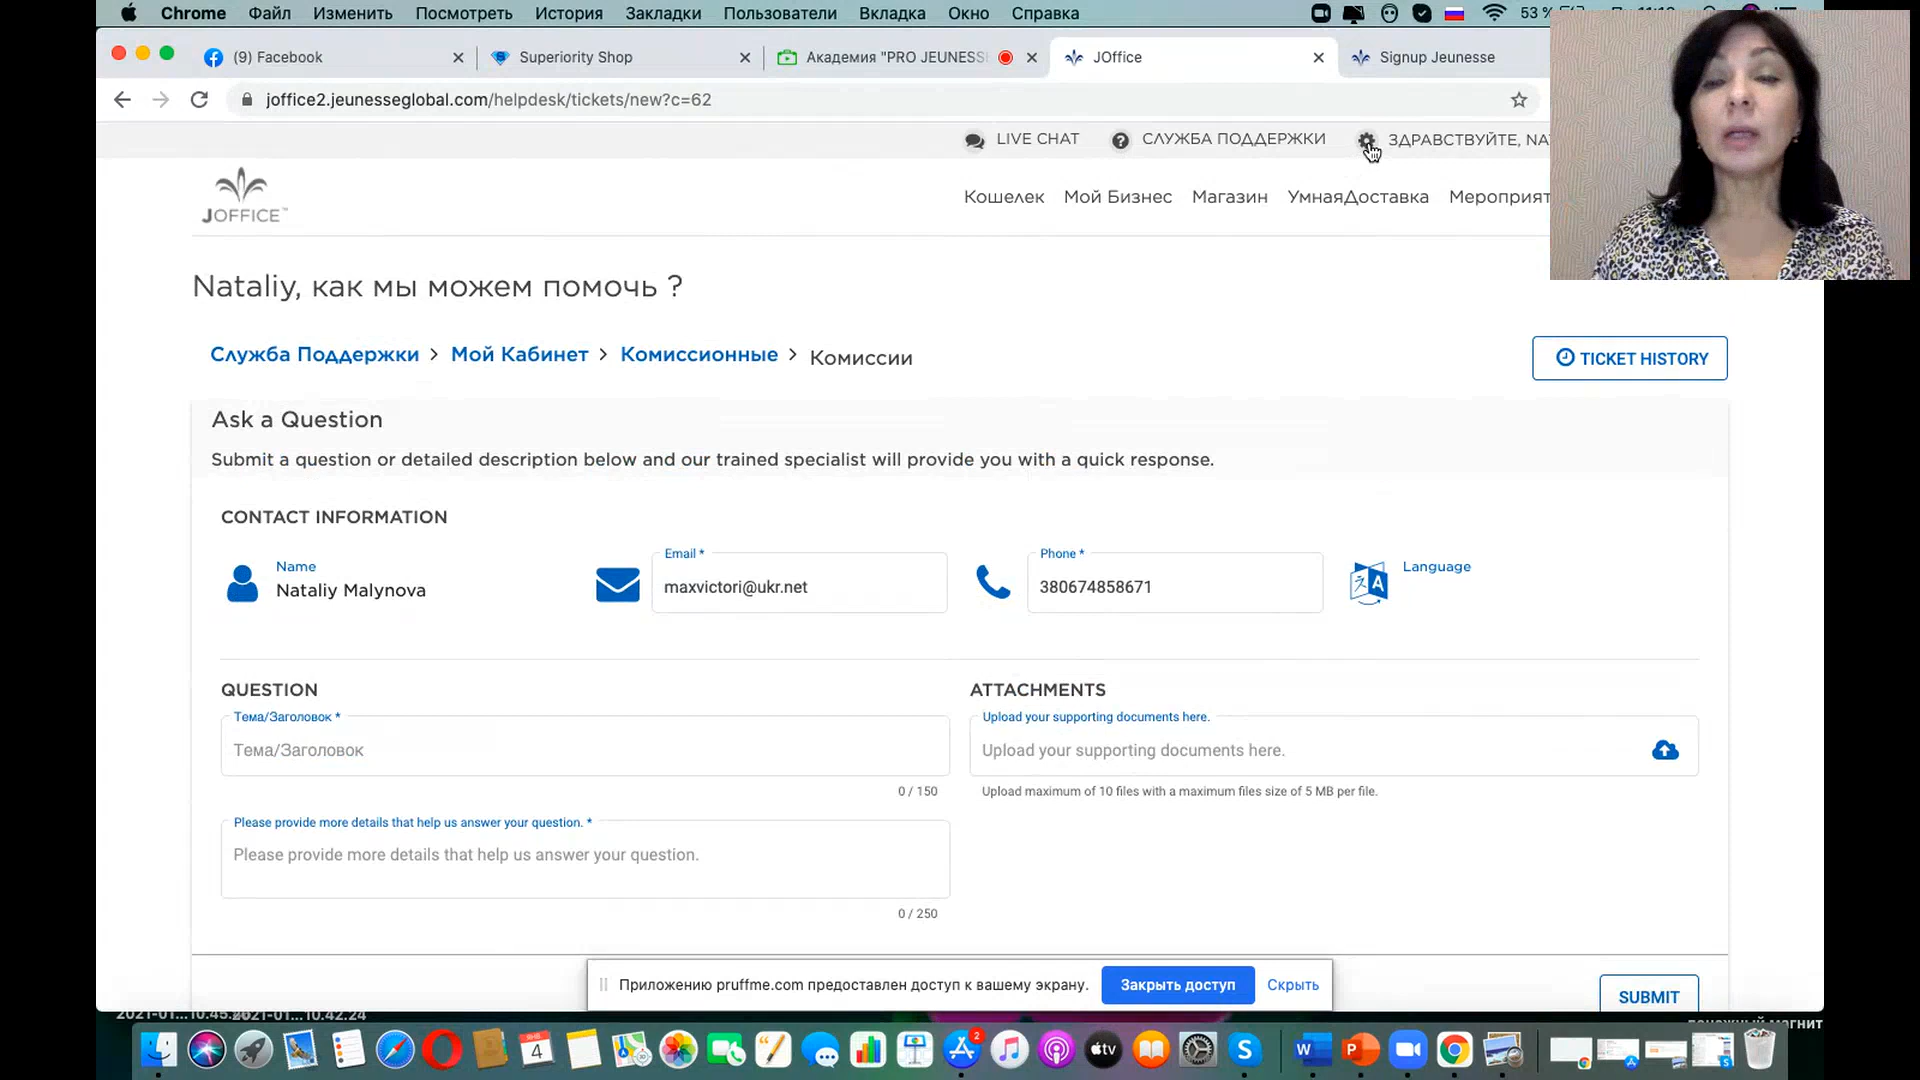 Chrome Файл Изменить Посмотреть История Закладки Пользователи Вкладка Окно Справка 53 %
(9) Facebook
Superiority Shop
Академия "PRO JEUNESS
JOffice
Signup Jeunesse
joffice2.jeunesseglobal.com/helpdesk/tickets/new?c=62
LIVE CHAT
СЛУЖБА ПОДДЕРЖКИ
ЗДРАВСТВУЙТЕ, NA
JOFFICE™
Кошелек Мой Бизнес Магазин УмнаяДоставка Мероприят
Nataliy, как мы можем помочь ?
Служба Поддержки > Мой Кабинет > Комиссионные > Комиссии
TICKET HISTORY
Ask a Question
Submit a question or detailed description below and our trained specialist will provide you with a quick response.
CONTACT INFORMATION
Name
Nataliy Malynova
Email *
maxvictori@ukr.net
Phone *
380674858671
Language
QUESTION
ATTACHMENTS
Тема/Заголовок *
Тема/Заголовок
0 / 150
Upload your supporting documents here.
Upload your supporting documents here.
Upload maximum of 10 files with a maximum files size of 5 MB per file.
Please provide more details that help us answer your question. *
Please provide more details that help us answer your question.
0 / 250
Приложению pruffme.com предоставлен доступ к вашему экрану.
Закрыть доступ
Скрыть
SUBMIT
денежный магнит
4
2
tv
W
P
S